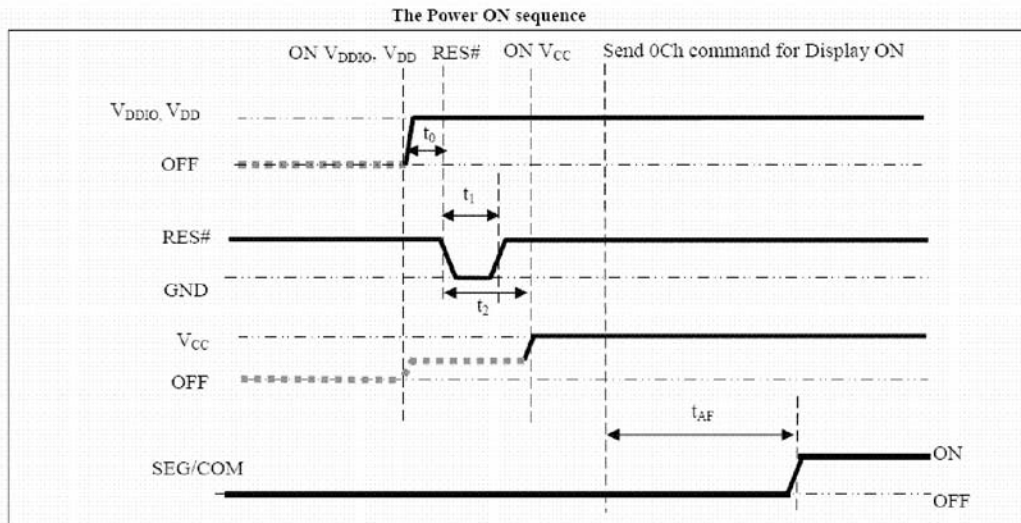 The Power ON sequence
ON VDDIO, VDD RES# ON VCC Send 0Ch command for Display ON
VDDIO, VDD
t0
OFF
t1
RES#
GND
t2
VCC
OFF
tAF
ON
SEG/COM
OFF